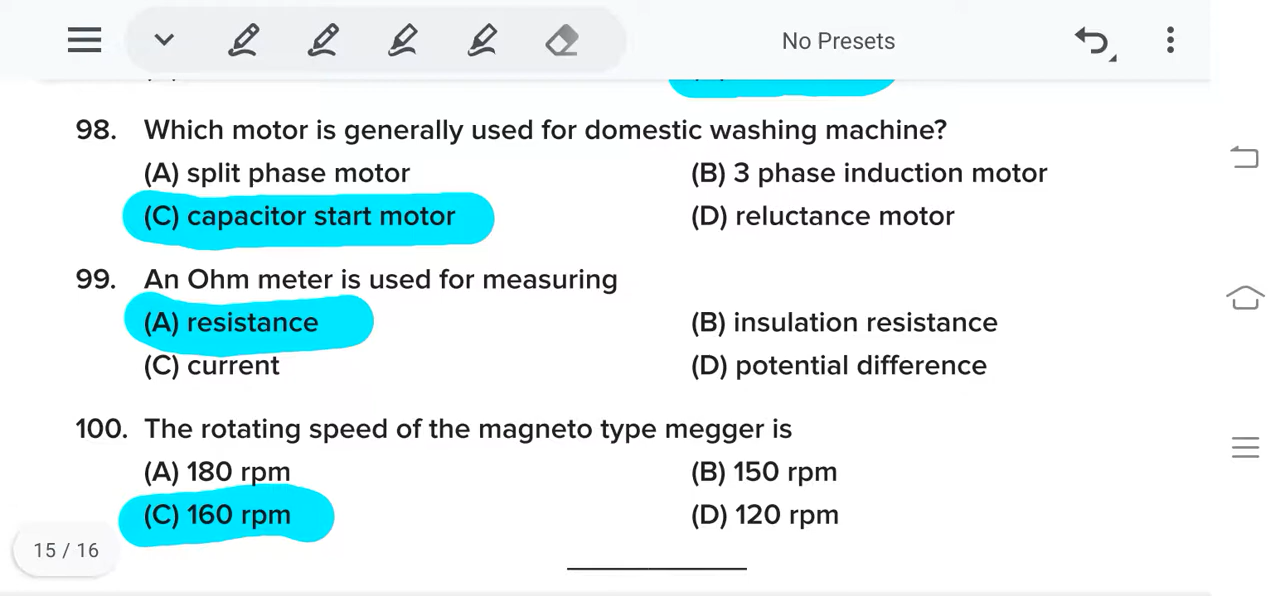 No Presets
98. Which motor is generally used for domestic washing machine?
(A) split phase motor (B) 3 phase induction motor
(C) capacitor start motor (D) reluctance motor
99. An Ohm meter is used for measuring
(A) resistance (B) insulation resistance
(C) current (D) potential difference
100. The rotating speed of the magneto type megger is
(A) 180 rpm (B) 150 rpm
(C) 160 rpm (D) 120 rpm
15 / 16